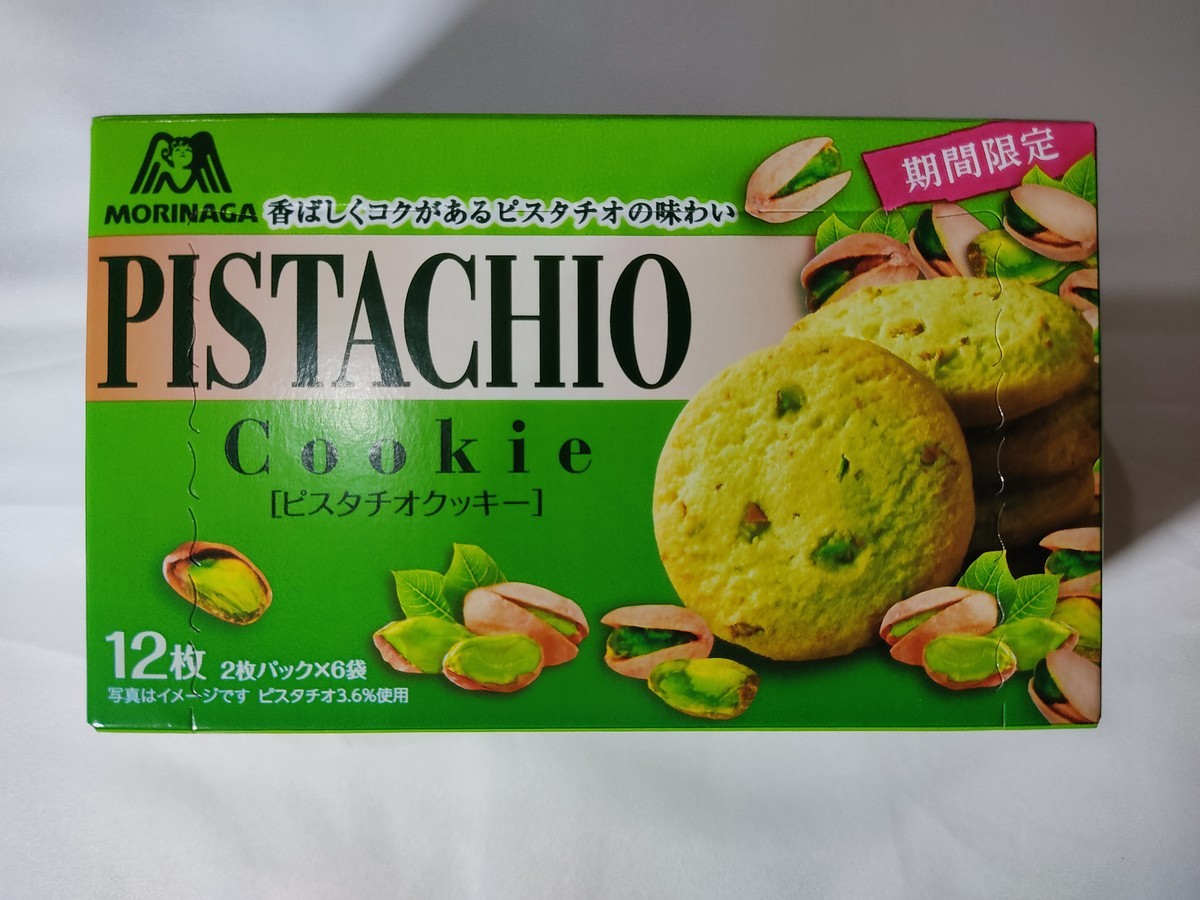 期間限定
MORINAGA
香ばしくコクがあるピスタチオの味わい
PISTACHIO
Cookie
[ピスタチオクッキー]
12枚 2枚パック×6袋
写真はイメージです ピスタチオ3.6%使用